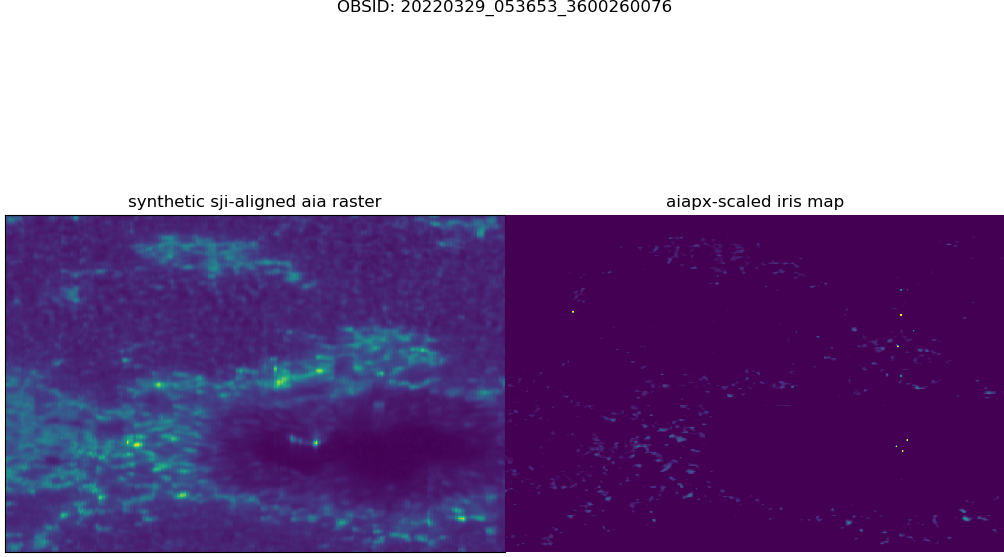 OBSID: 20220329_053653_3600260076
synthetic sji-aligned aia raster
aiapx-scaled iris map